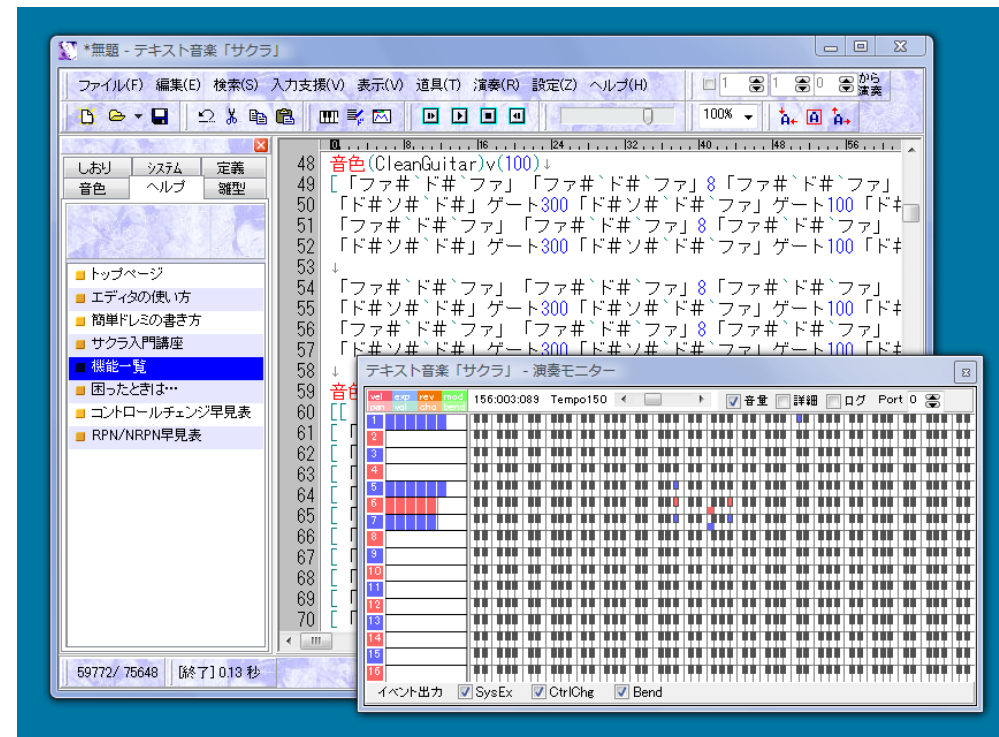 *無題 - テキスト音楽「サクラ」
ファイル(F) 編集(E) 検索(S) 入力支援(V) 表示(V) 道具(T) 演奏(R) 設定(Z) ヘルプ(H) 1 1 0 から演奏
100% A A A
しおり システム 定義
音色 ヘルプ 雛型
トップページ
エディタの使い方
簡単ドレミの書き方
サクラ入門講座
機能一覧
困ったときは…
コントロールチェンジ早見表
RPN/NRPN早見表
0 8 16 24 32 40 48 56
48 音色(CleanGuitar)v(100)↓
49 [「ファ#`ド#`ファ」「ファ#`ド#`ファ」8「ファ#`ド#`ファ」
50 「ド#ソ#`ド#」ゲート300「ド#ソ#`ド#`ファ」ゲート100「ド#
51 「ファ#`ド#`ファ」「ファ#`ド#`ファ」8「ファ#`ド#`ファ」
52 「ド#ソ#`ド#」ゲート300「ド#ソ#`ド#`ファ」ゲート100「ド#
53 ↓
54 「ファ#`ド#`ファ」「ファ#`ド#`ファ」8「ファ#`ド#`ファ」
55 「ド#ソ#`ド#」ゲート300「ド#ソ#`ド#`ファ」ゲート100「ド#
56 「ファ#`ド#`ファ」「ファ#`ド#`ファ」8「ファ#`ド#`ファ」
57 「ド#ソ#`ド#」ゲート300「ド#ソ#`ド#`ファ」ゲート100「ド#
58 ↓
59 音色
60 [[
61 [「
62 [「
63 [「
64 [「
65 [「
66 [「
67 [「
68 [「
69 [「
70 [「
59772/ 75648 [終了] 0.13 秒
テキスト音楽「サクラ」 - 演奏モニター
vel exp rev mod
pan vol cho bend
156:003:089 Tempo150 音量 詳細 ログ Port 0
1
2
3
4
5
6
7
8
9
10
11
12
13
14
15
16
イベント出力 SysEx CtrlChg Bend